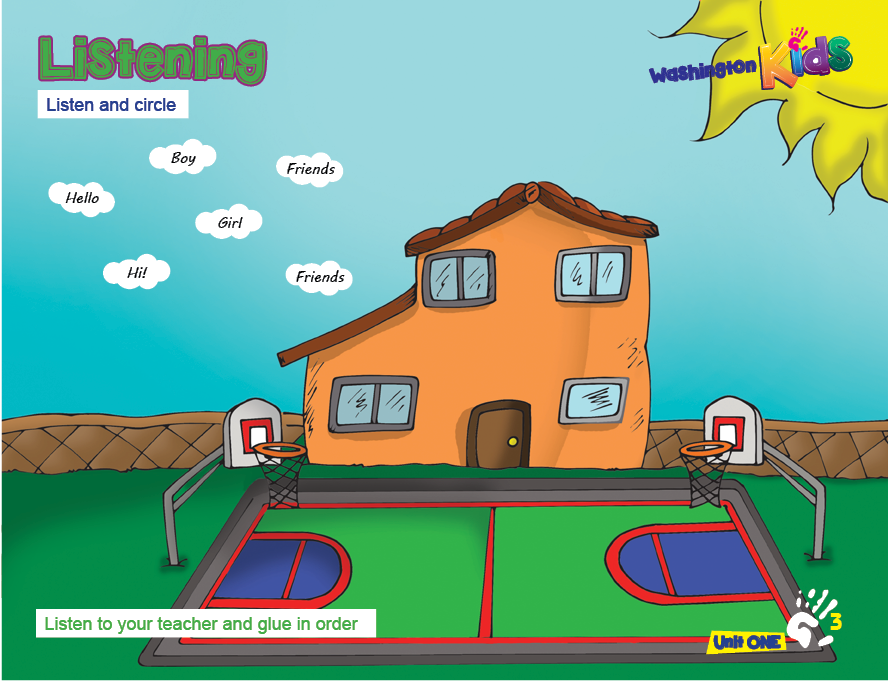 Listening
Washington Kids
Listen and circle
Boy
Friends
Hello
Girl
Hi!
Friends
Listen to your teacher and glue in order
Unit ONE
3